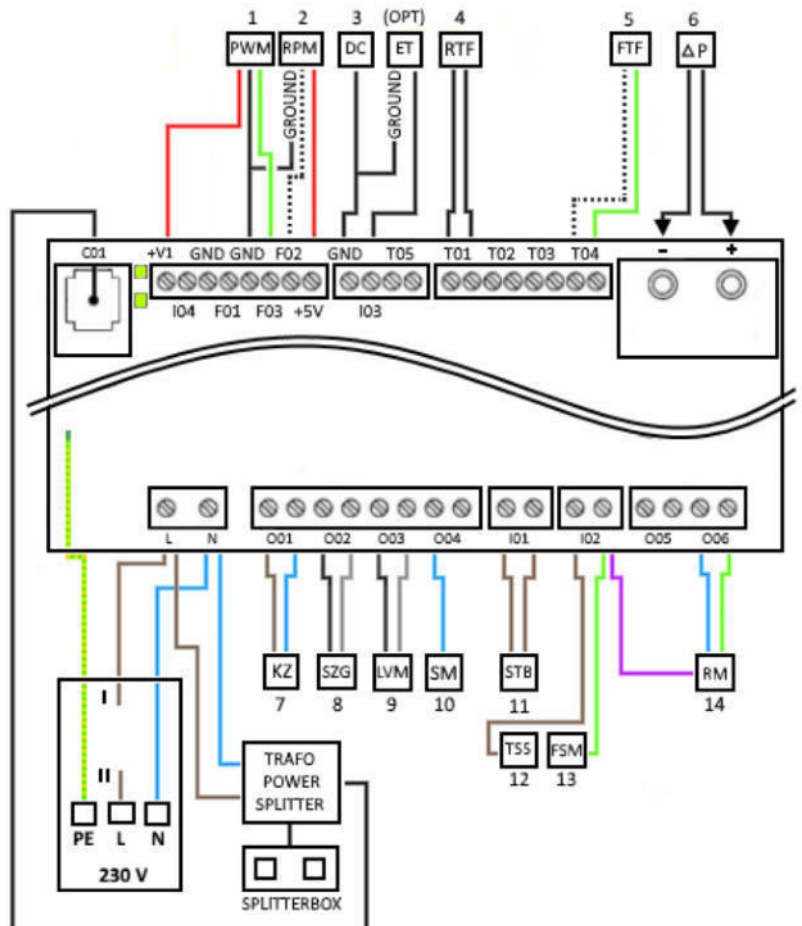 1 2 3 (OPT) 4 5 6
PWM RPM DC ET RTF FTF ΔP
GROUND GROUND
C01 +V1 GND GND F02 GND T05 T01 T02 T03 T04 - +
I04 F01 F03 +5V I03
L N O01 O02 O03 O04 I01 I02 O05 O06
KZ SZG LVM SM STB RM
7 8 9 10 11 14
I
II
TSS FSM
12 13
TRAFO
POWER
SPLITTER
PE L N
230 V
SPLITTERBOX